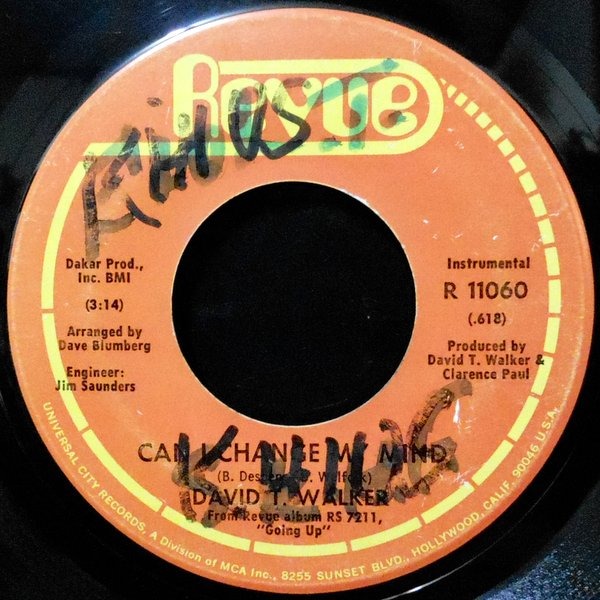 Revue
Dakar Prod.,
Inc. BMI
(3:14)
Arranged by
Dave Blumberg
Engineer:
Jim Saunders
Instrumental
R 11060
(.618)
Produced by
David T. Walker &
Clarence Paul
CAN I CHANGE MY MIND
(B. Despenza-
DAVID T. WALKER
From Revue album RS 7211,
"Going Up"
UNIVERSAL CITY RECORDS, A Division of MCA Inc., 8255 SUNSET BLVD., HOLLYWOOD, CALIF. 90046 U.S.A.